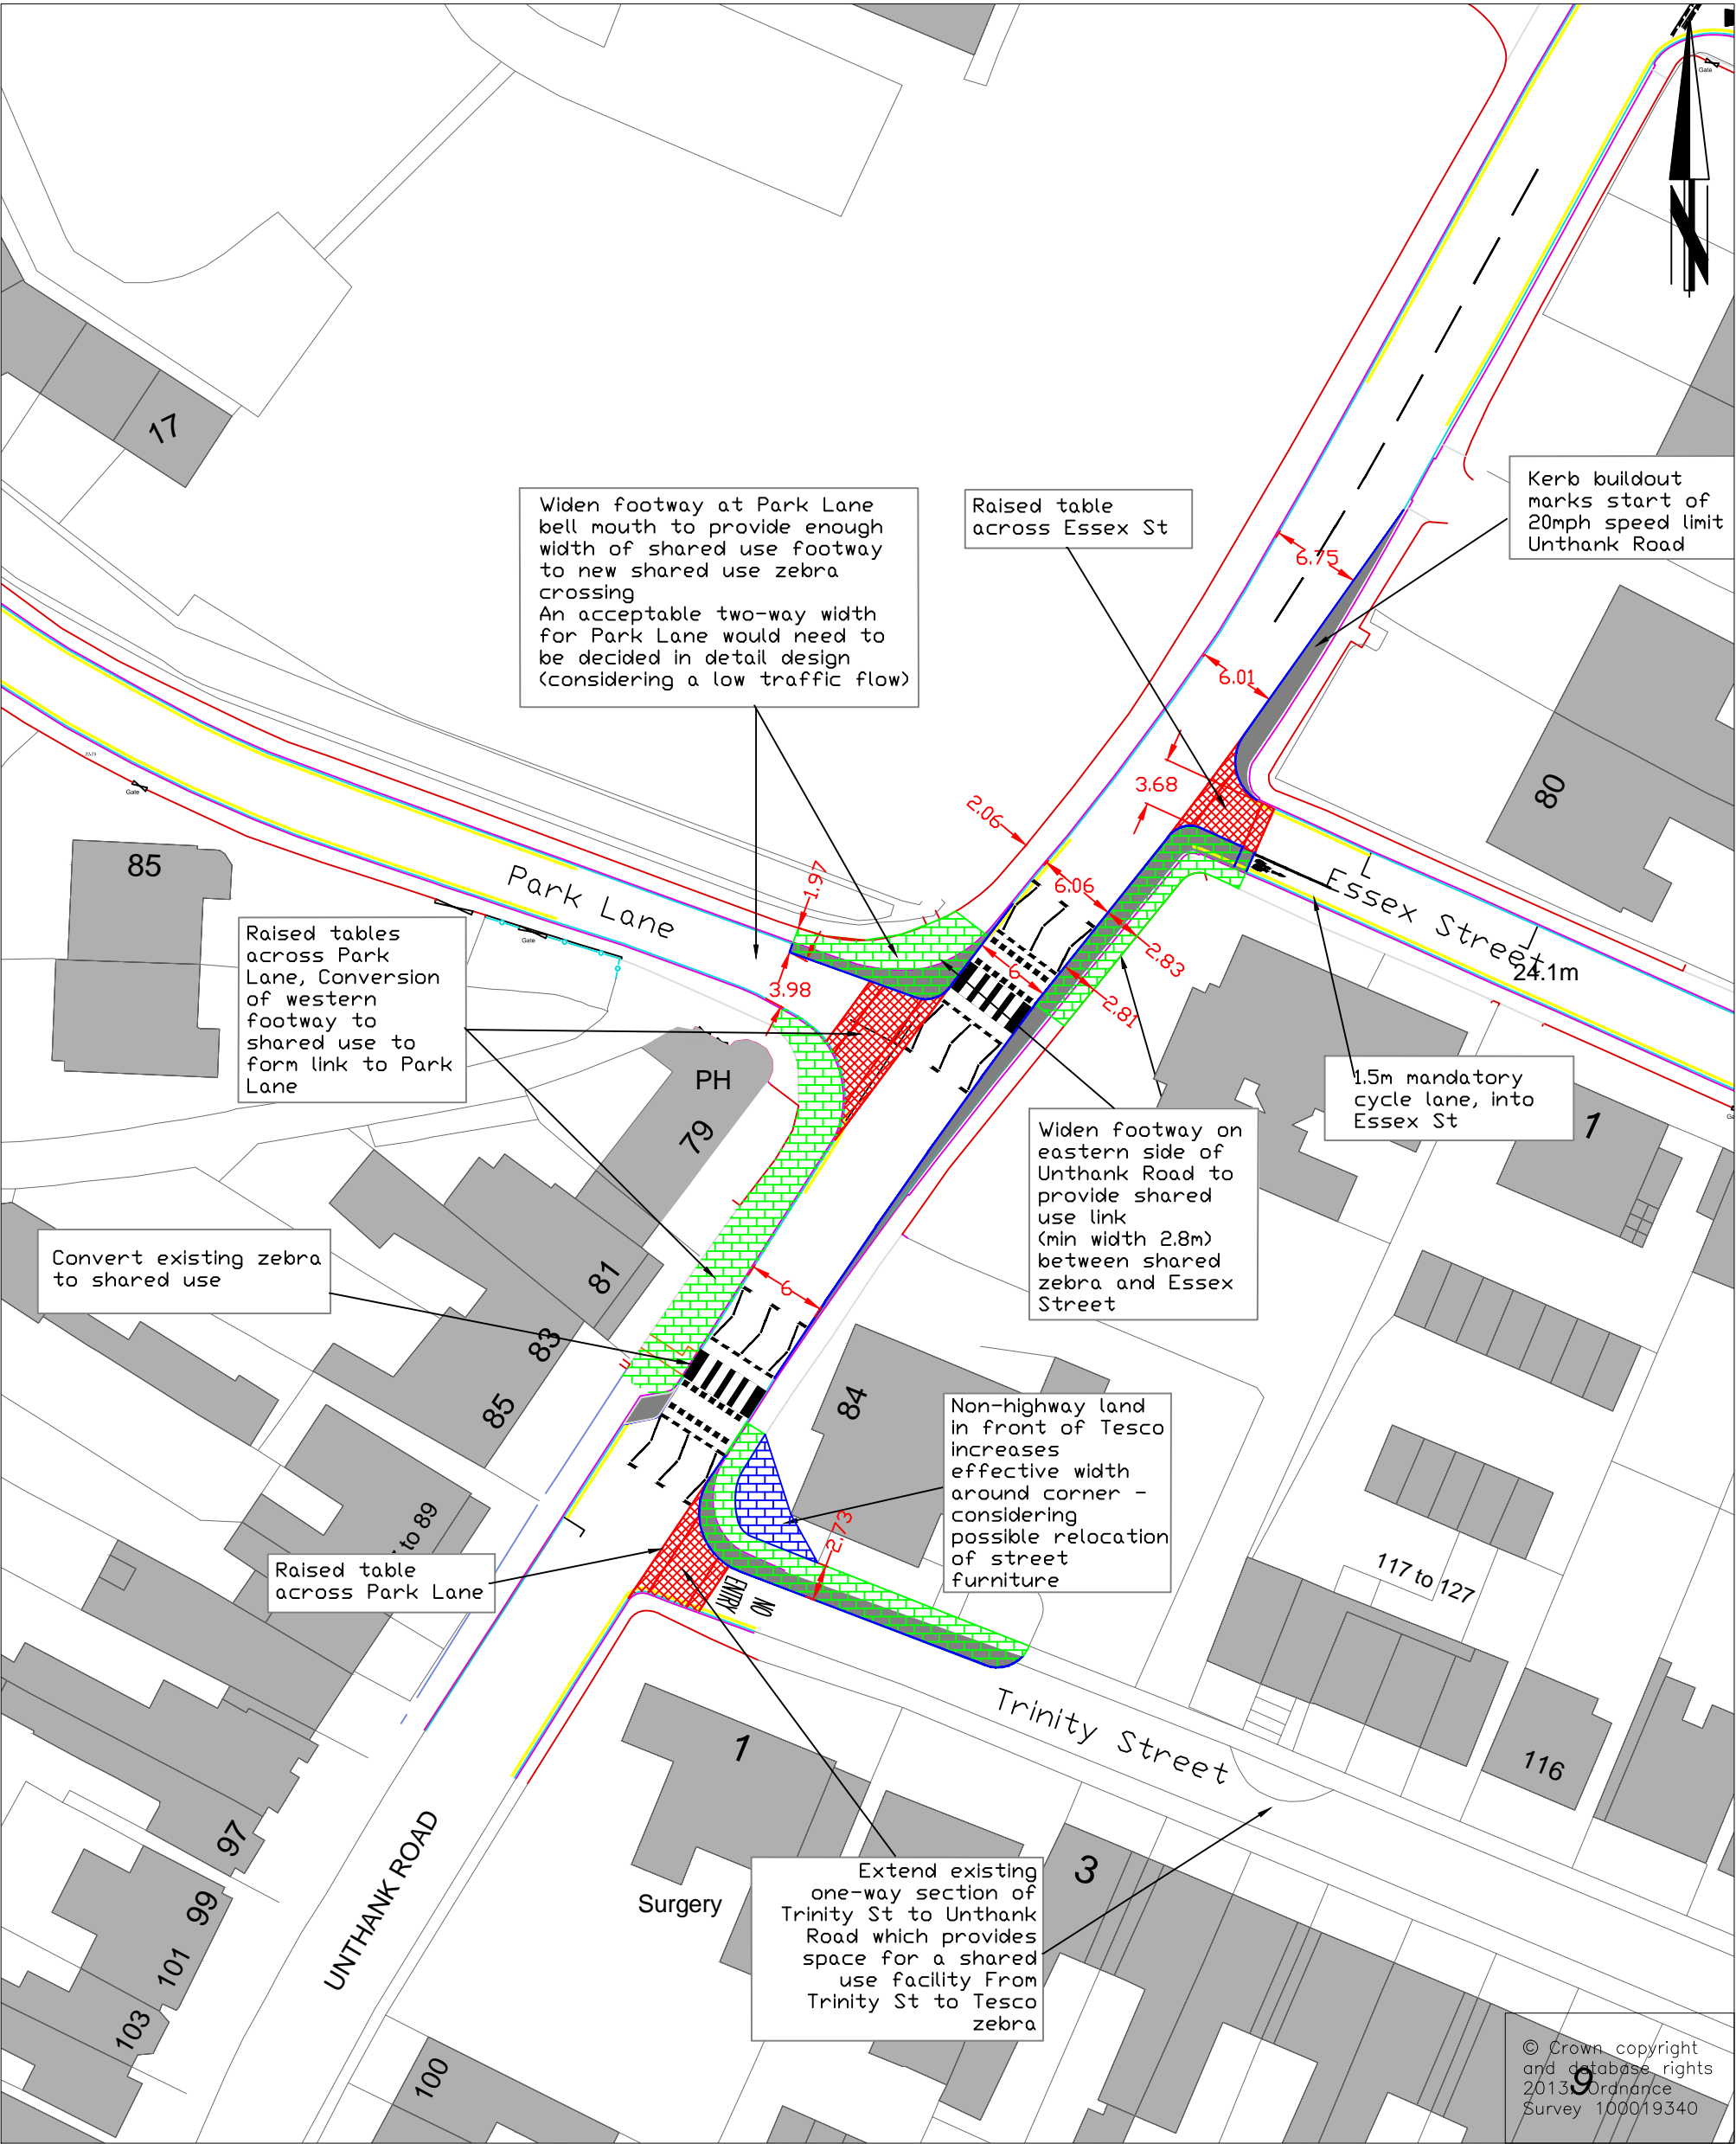 Gate
17
Widen footway at Park Lane
bell mouth to provide enough
width of shared use footway
to new shared use zebra
crossing
An acceptable two-way width
for Park Lane would need to
be decided in detail design
(considering a low traffic flow)
Raised table
across Essex St
Kerb buildout
marks start of
20mph speed limit
Unthank Road
6.75
6.01
3.68
2.06
80
Gate
85
Park Lane
1.97
6.06
2.83
Essex Street
24.1m
Gate
Raised tables
across Park
Lane, Conversion
of western
footway to
shared use to
form link to Park
Lane
3.98
6
2.81
PH
79
1.5m mandatory
cycle lane, into
Essex St
1
Widen footway on
eastern side of
Unthank Road to
provide shared
use link
(min width 2.8m)
between shared
zebra and Essex
Street
Convert existing zebra
to shared use
81
6
83
85
84
Non-highway land
in front of Tesco
increases
effective width
around corner -
considering
possible relocation
of street
furniture
to 89
2.73
Raised table
across Park Lane
NO
ENTRY
117 to 127
Trinity Street
1
116
97
UNTHANK ROAD
Surgery
Extend existing
one-way section of
Trinity St to Unthank
Road which provides
space for a shared
use facility From
Trinity St to Tesco
zebra
3
99
101
103
100
9
© Crown copyright
and database rights
2013. Ordnance
Survey 100019340